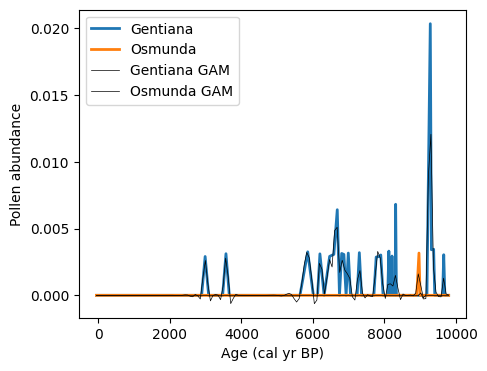 Gentiana
Osmunda
Gentiana GAM
Osmunda GAM
Pollen abundance
0.020
0.015
0.010
0.005
0.000
0
2000
4000
6000
8000
10000
Age (cal yr BP)